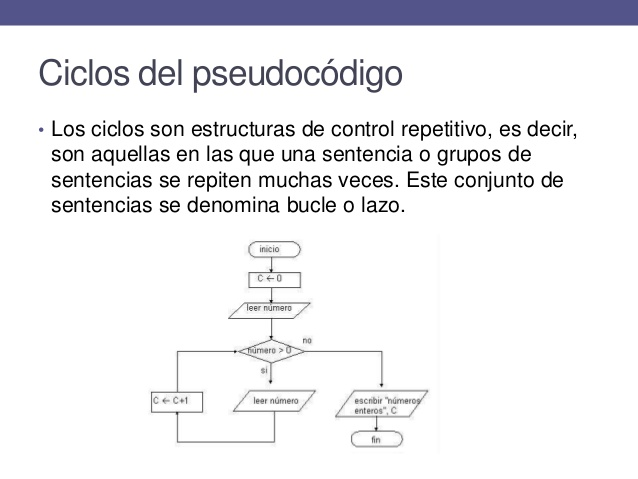 Ciclos del pseudocódigo
• Los ciclos son estructuras de control repetitivo, es decir,
son aquellas en las que una sentencia o grupos de
sentencias se repiten muchas veces. Este conjunto de
sentencias se denomina bucle o lazo.
inicio
C ← 0
leer número
número > 0
no
si
C ← C+1
leer número
escribir "números
enteros", C
fin